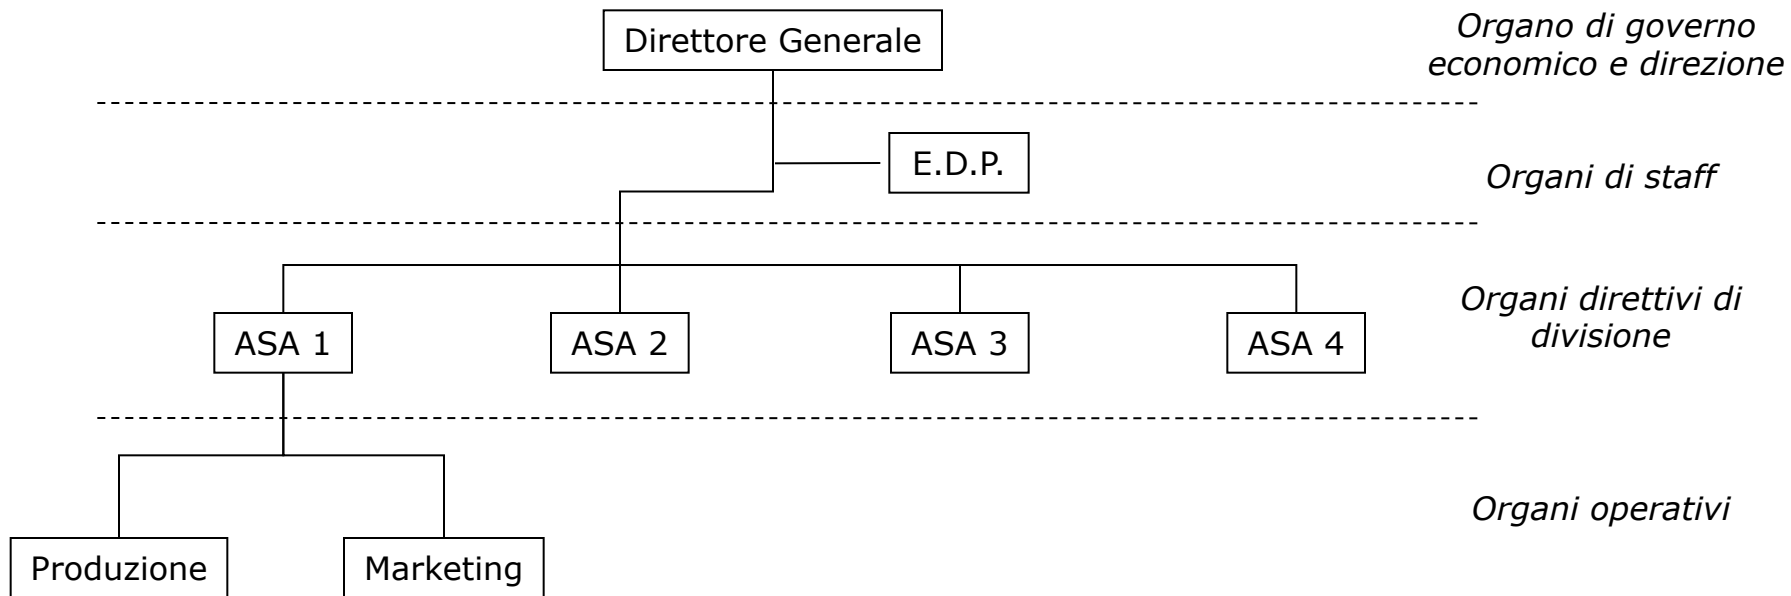 Direttore Generale
Organo di governo
economico e direzione
E.D.P.
Organi di staff
ASA 1
ASA 2
ASA 3
ASA 4
Organi direttivi di
divisione
Organi operativi
Produzione
Marketing